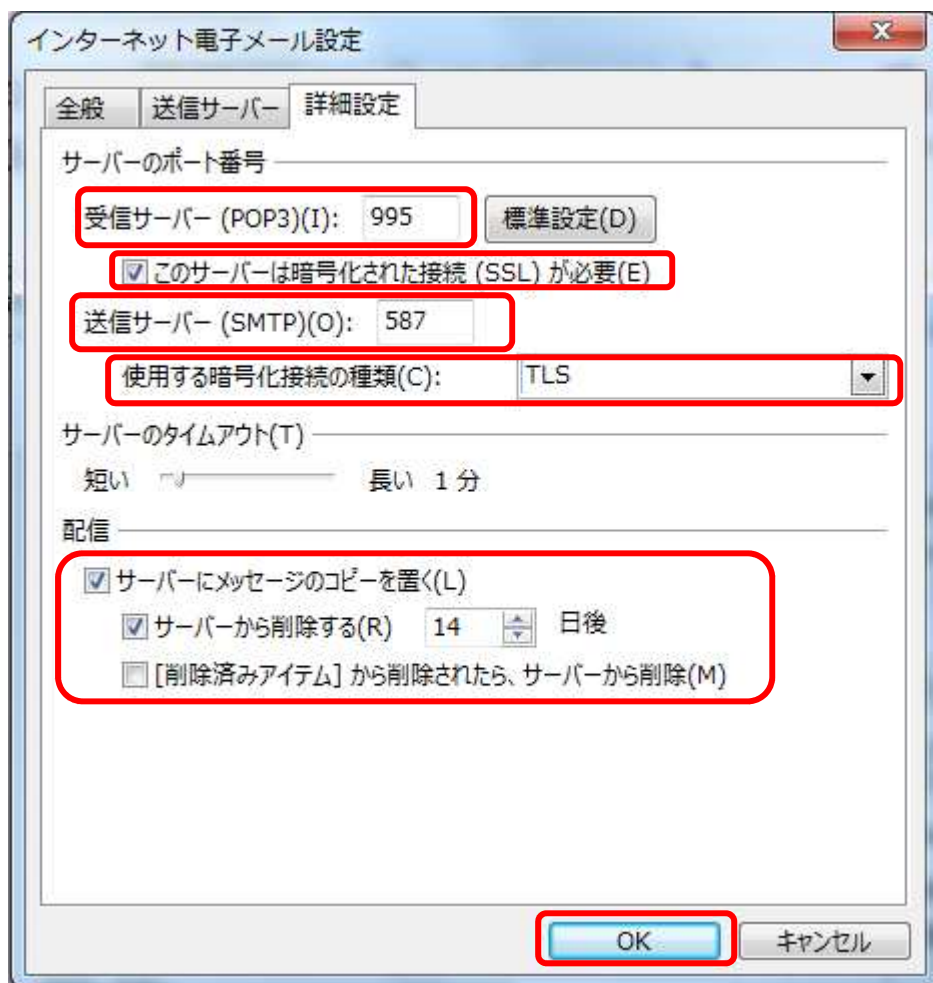 インターネット電子メール設定
全般 送信サーバー 詳細設定
サーバーのポート番号
受信サーバー (POP3)(I): 995 標準設定(D)
このサーバーは暗号化された接続 (SSL) が必要(E)
送信サーバー (SMTP)(O): 587
使用する暗号化接続の種類(C): TLS
サーバーのタイムアウト(T)
短い 長い 1 分
配信
サーバーにメッセージのコピーを置く(L)
サーバーから削除する(R) 14 日後
[削除済みアイテム] から削除されたら、サーバーから削除(M)
OK キャンセル